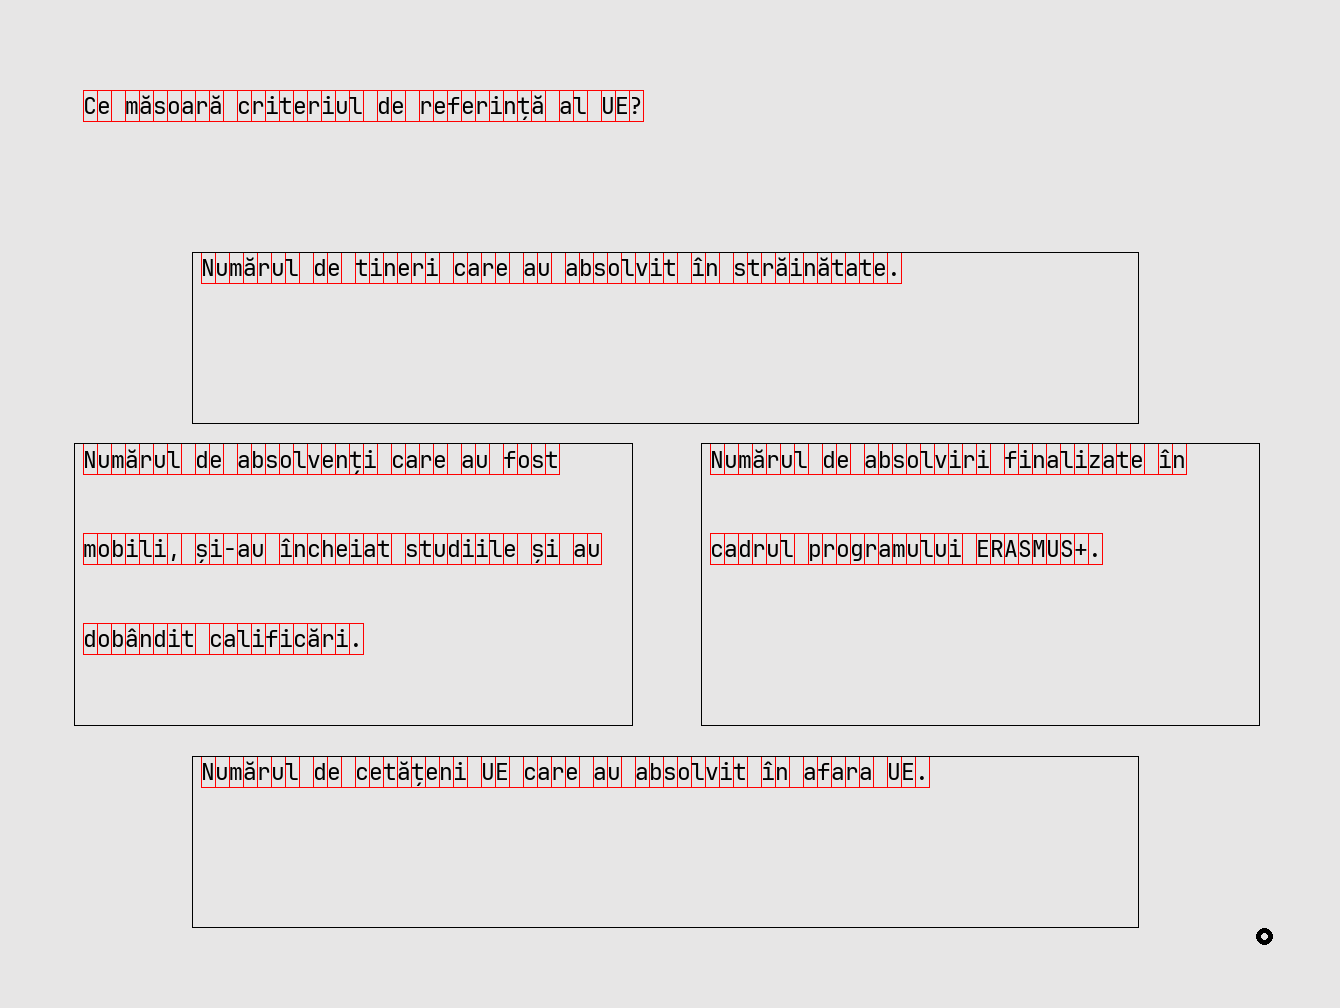 Ce măsoară criteriul de referință al UE?
Numărul de tineri care au absolvit în străinătate.
Numărul de absolvenți care au fost
mobili, și-au încheiat studiile și au
dobândit calificări.
Numărul de absolviri finalizate în
cadrul programului ERASMUS+.
Numărul de cetățeni UE care au absolvit în afara UE.